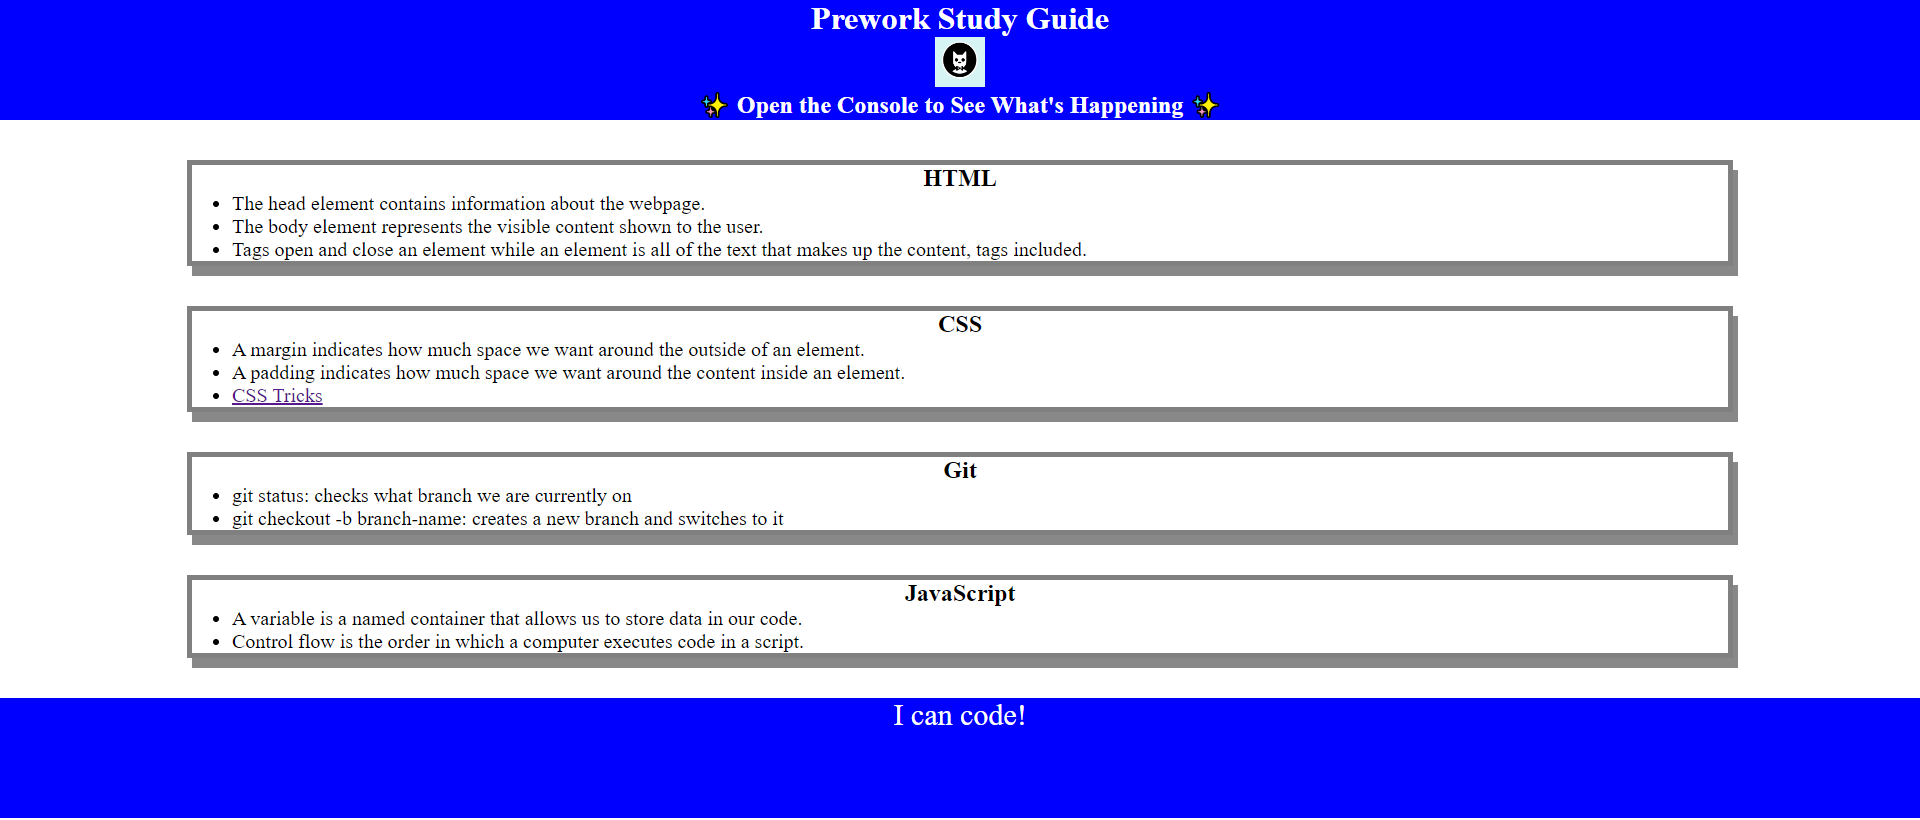 Prework Study Guide
✨ Open the Console to See What's Happening ✨
HTML
• The head element contains information about the webpage.
• The body element represents the visible content shown to the user.
• Tags open and close an element while an element is all of the text that makes up the content, tags included.
CSS
• A margin indicates how much space we want around the outside of an element.
• A padding indicates how much space we want around the content inside an element.
• CSS Tricks
Git
• git status: checks what branch we are currently on
• git checkout -b branch-name: creates a new branch and switches to it
JavaScript
• A variable is a named container that allows us to store data in our code.
• Control flow is the order in which a computer executes code in a script.
I can code!